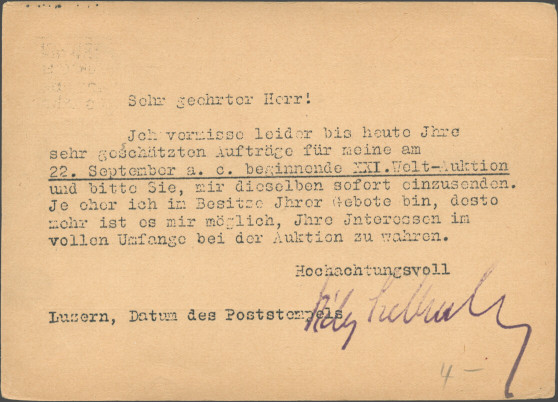 Sehr geehrter Herr!
Jch vermisse leider bis heute Jhre
sehr geschätzten Aufträge für meine am
22. September a. c. beginnende XXI.Welt-Auktion
und bitte Sie, mir dieselben sofort einzusenden.
Je eher ich im Besitze Jhrer Gebote bin, desto
mehr ist es mir möglich, Jhre Jnteressen im
vollen Umfange bei der Auktion zu wahren.
Hochachtungsvoll
Luzern, Datum des Poststempels
4 –